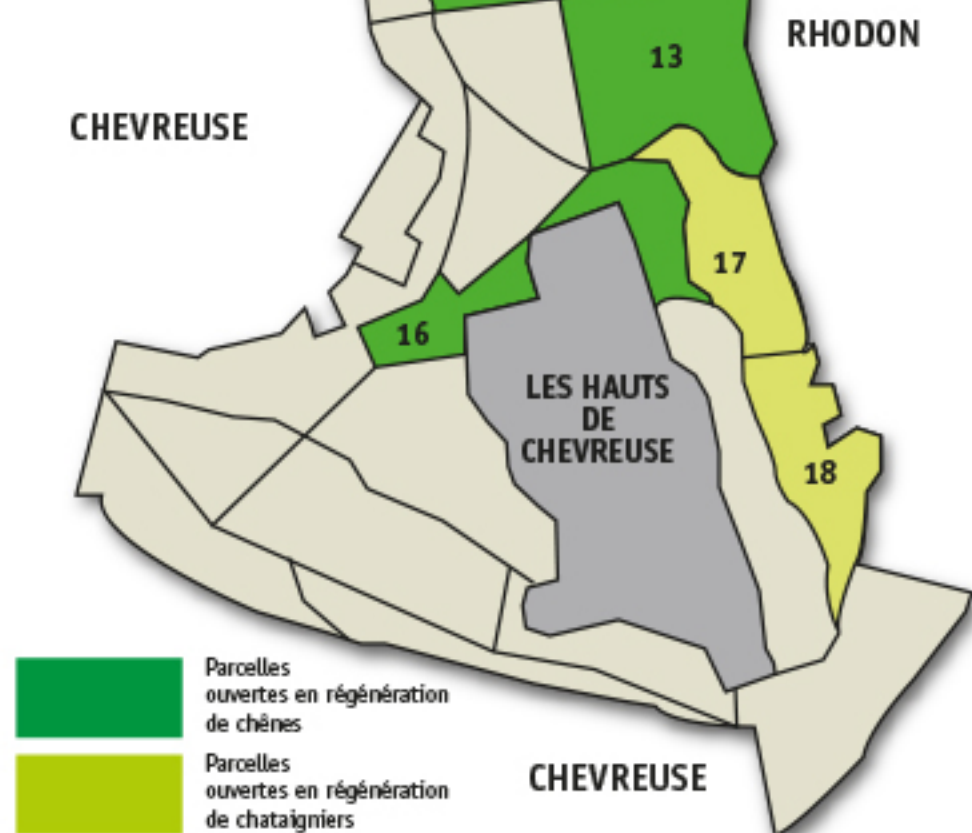 RHODON
13
CHEVREUSE
17
16
LES HAUTS
DE
CHEVREUSE
18
Parcelles
ouvertes en régénération
de chênes
Parcelles
ouvertes en régénération
de chataigniers
CHEVREUSE